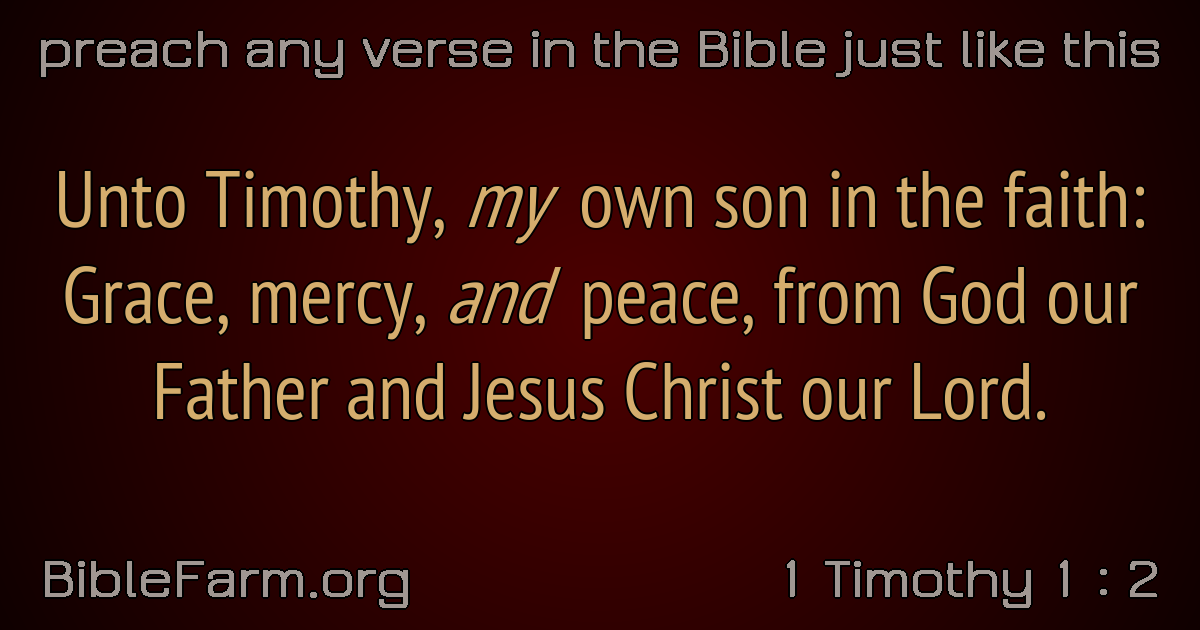 preach any verse in the Bible just like this
Unto Timothy, my own son in the faith:
Grace, mercy, and peace, from God our
Father and Jesus Christ our Lord.
BibleFarm.org
1 Timothy 1 : 2